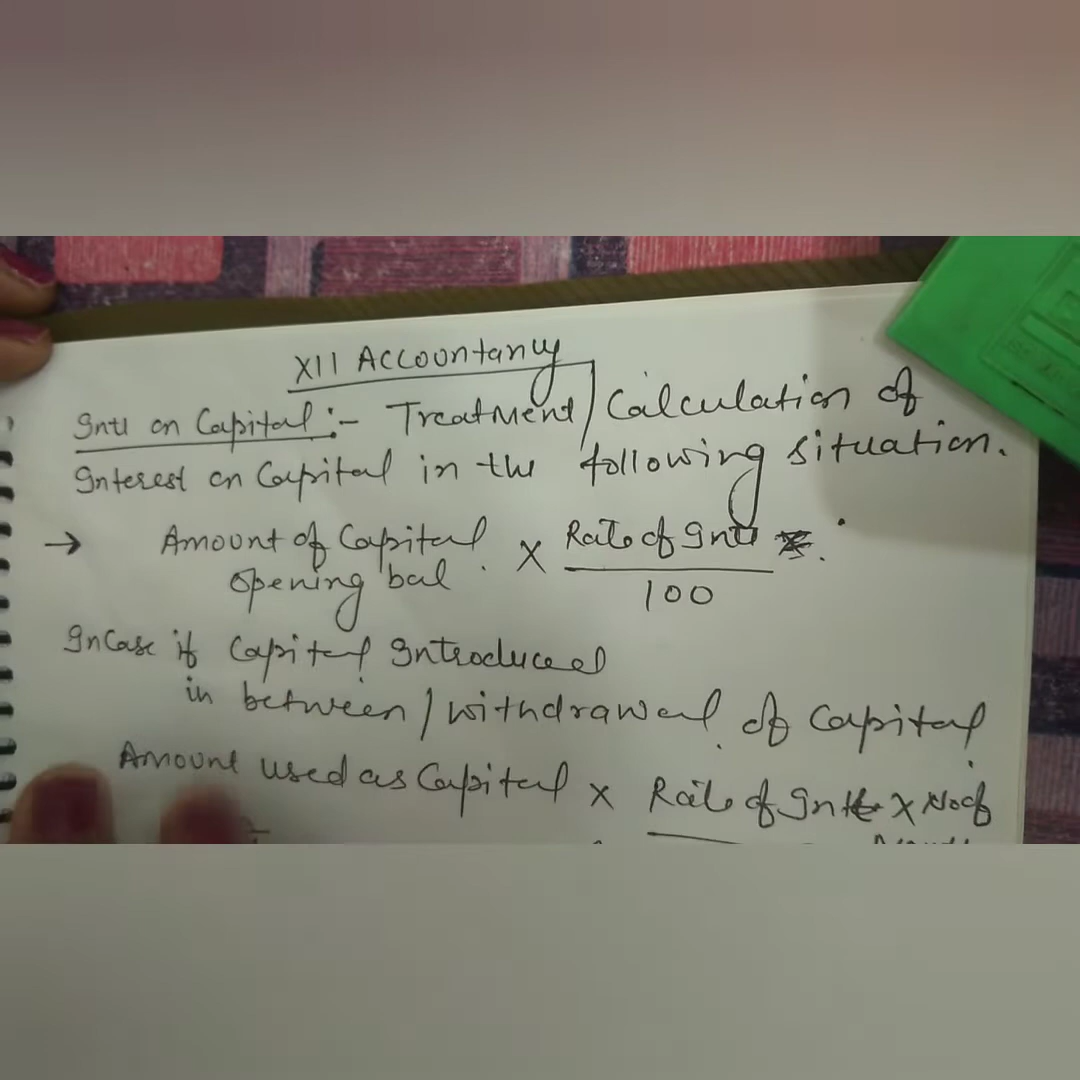 XII Accountancy
Intt on Capital :- Treatment / Calculation of
Interest on Capital in the following situation.
→ Amount of Capital × Rate of Intt
opening bal 100
Incase if Capital Introduced
in between / withdrawal of Capital
Amount used as Capital × Rate of Intt × No of